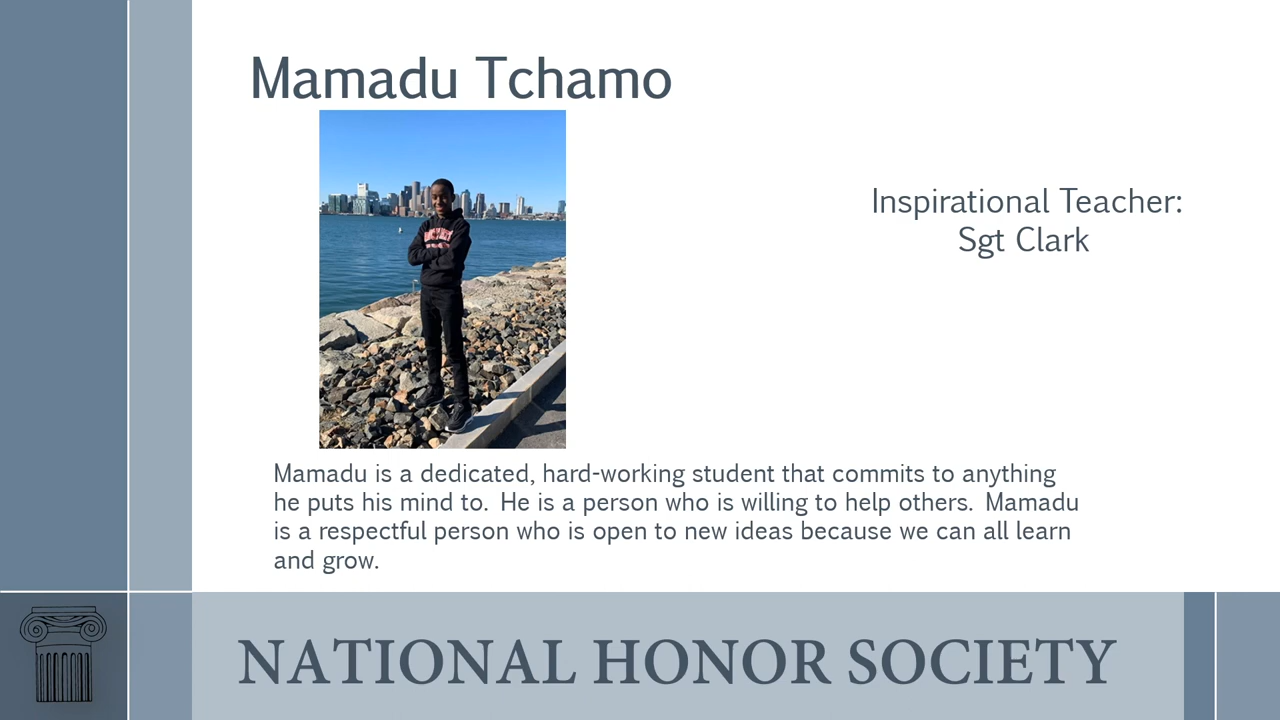 Mamadu Tchamo
Inspirational Teacher:
Sgt Clark
Mamadu is a dedicated, hard-working student that commits to anything
he puts his mind to. He is a person who is willing to help others. Mamadu
is a respectful person who is open to new ideas because we can all learn
and grow.
NATIONAL HONOR SOCIETY